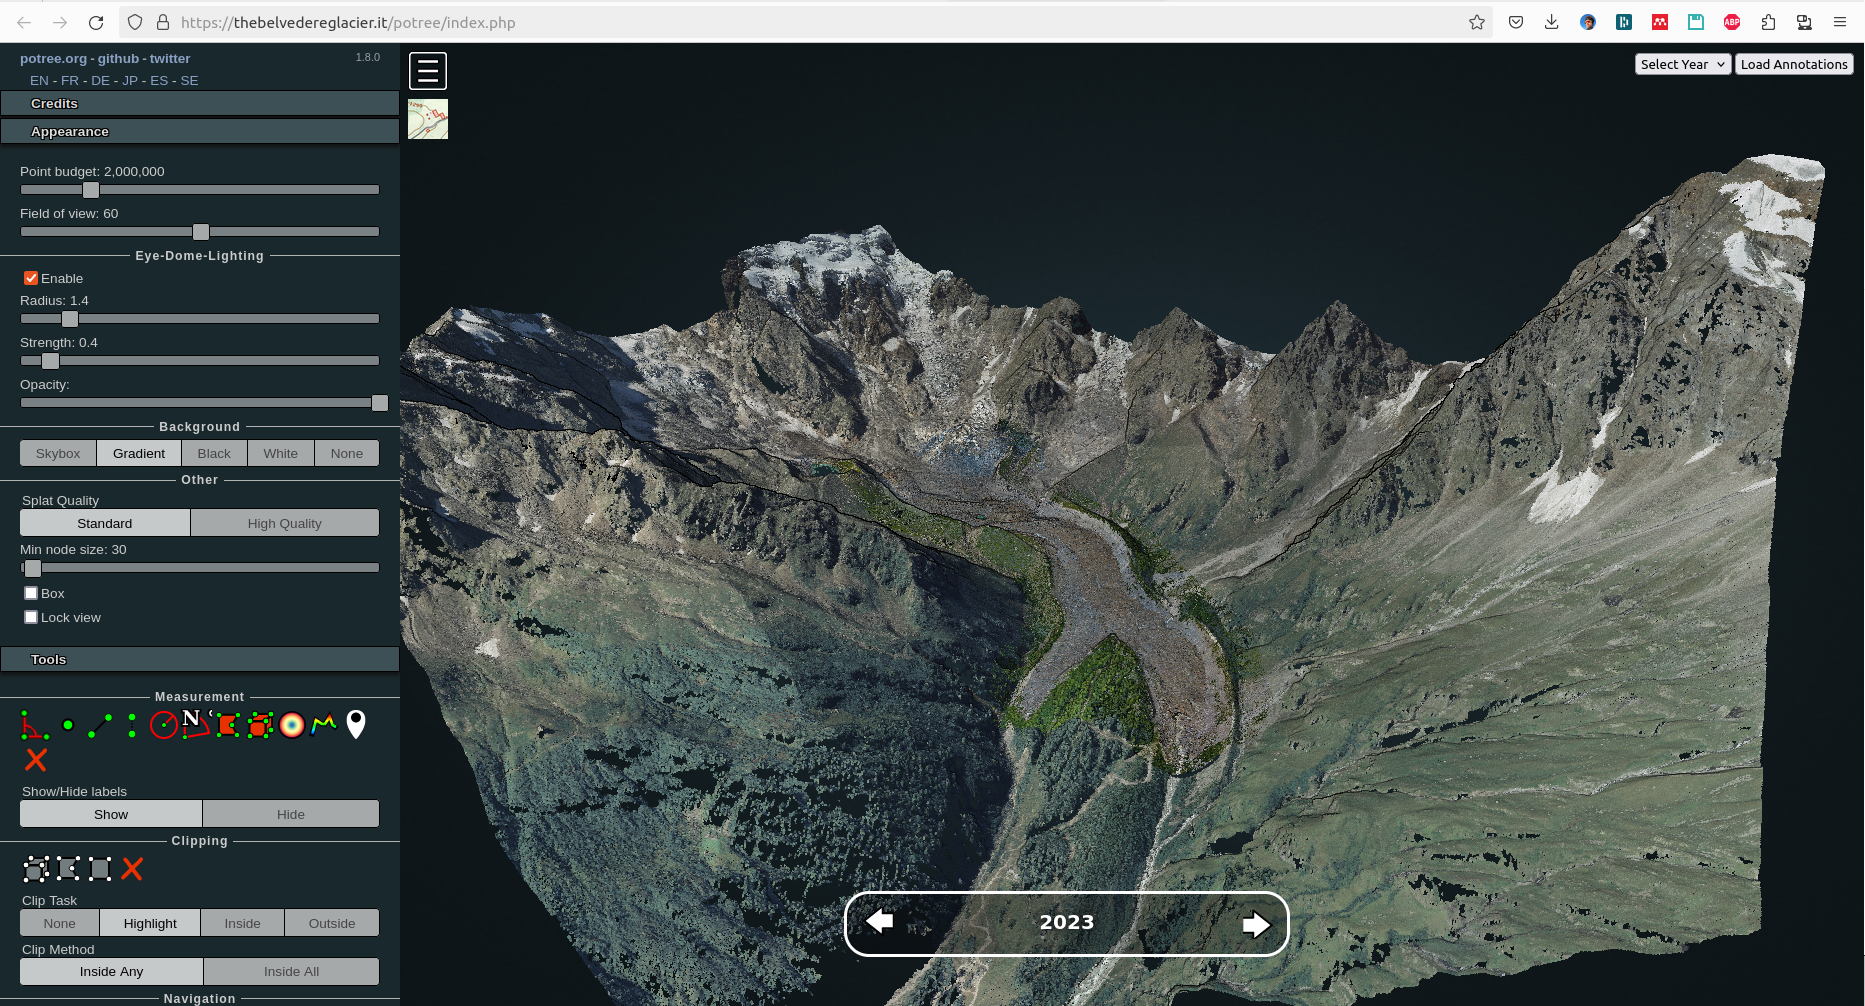 https://thebelvedereglacier.it/potree/index.php
ABP
potree.org - github - twitter
1.8.0
EN - FR - DE - JP - ES - SE
Credits
Appearance
Point budget: 2,000,000
Field of view: 60
Eye-Dome-Lighting
Enable
Radius: 1.4
Strength: 0.4
Opacity:
Background
Skybox Gradient Black White None
Other
Splat Quality
Standard High Quality
Min node size: 30
Box
Lock view
Tools
Measurement
N
Show/Hide labels
Show Hide
Clipping
Clip Task
None Highlight Inside Outside
Clip Method
Inside Any Inside All
Navigation
Select Year
Load Annotations
2023